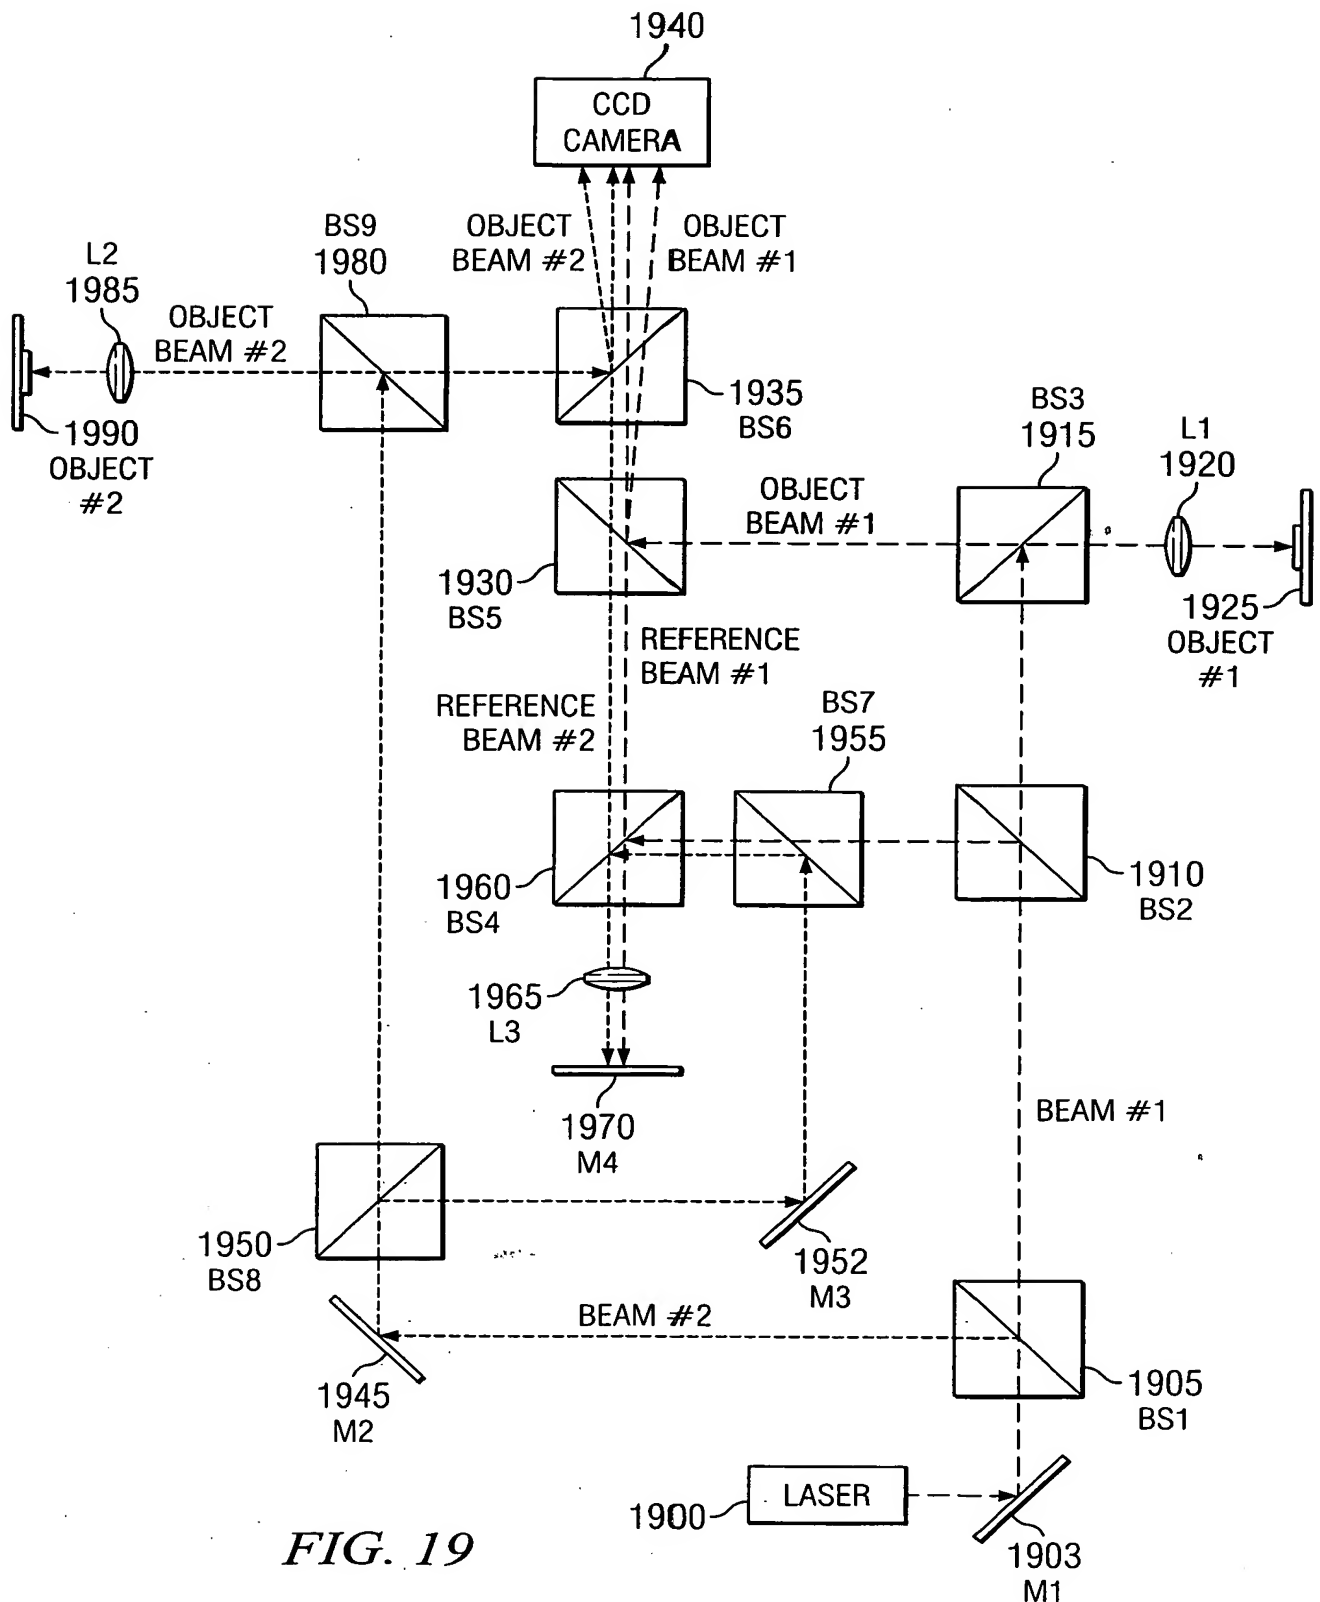 1940
CCD
CAMERA
OBJECT
BEAM #2
OBJECT
BEAM #1
BS9
1980
L2
1985
OBJECT
BEAM #2
1990
OBJECT
#2
1935
BS6
BS3
1915
L1
1920
OBJECT
BEAM #1
1930
BS5
1925
OBJECT
#1
REFERENCE
BEAM #1
REFERENCE
BEAM #2
BS7
1955
1960
BS4
1910
BS2
1965
L3
1970
M4
BEAM #1
1950
BS8
1952
M3
BEAM #2
1945
M2
1905
BS1
LASER
1900
1903
M1
FIG. 19